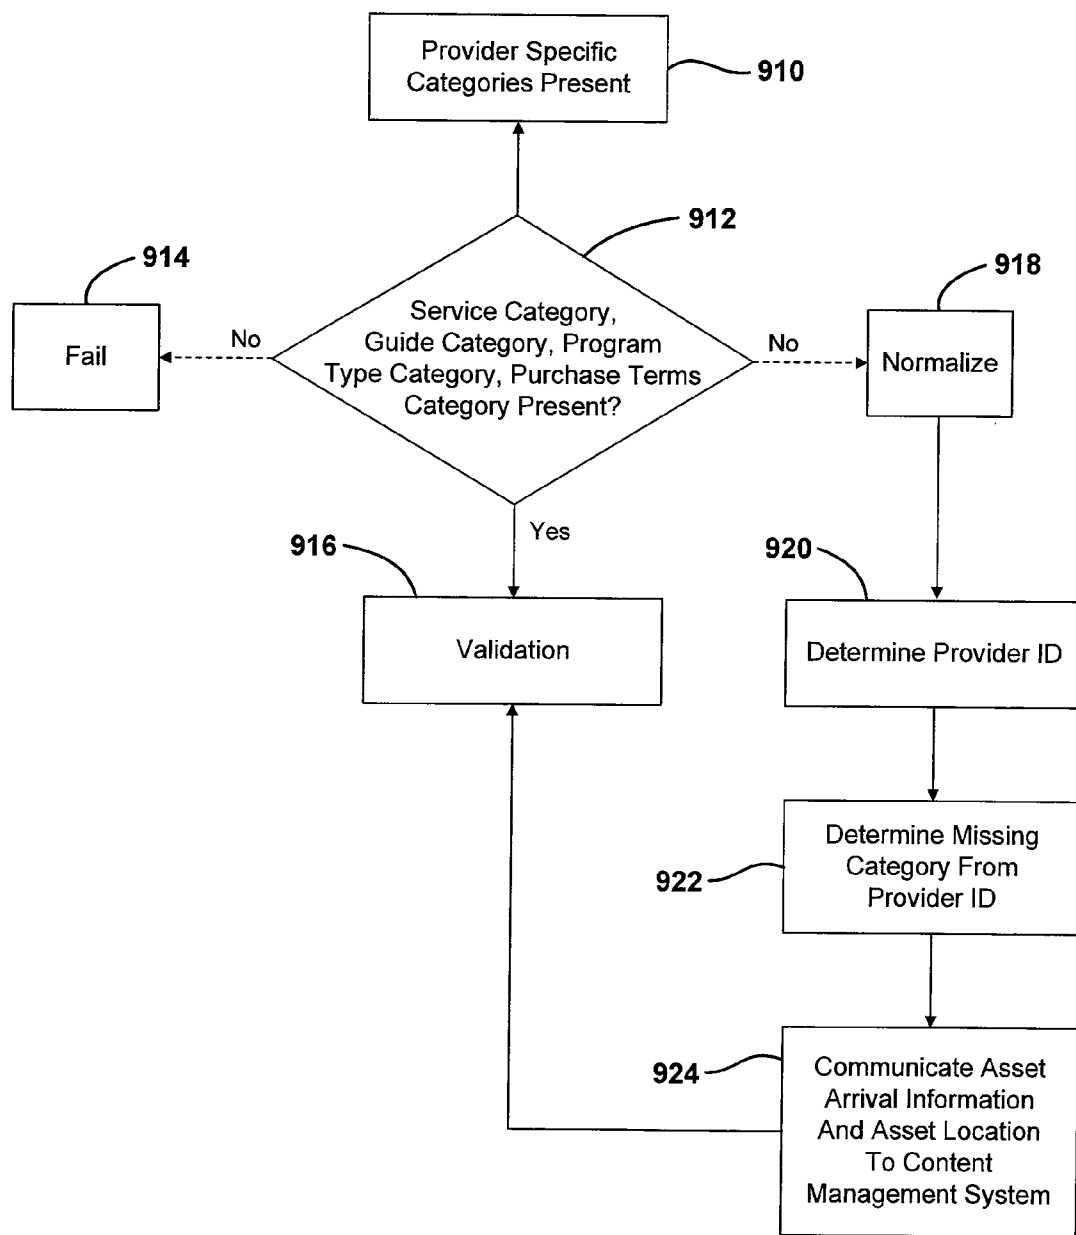 Provider Specific
Categories Present
910
912
914
918
Service Category,
Guide Category, Program
Type Category, Purchase Terms
Category Present?
No
No
Fail
Normalize
Yes
916
920
Validation
Determine Provider ID
Determine Missing
Category From
Provider ID
922
924
Communicate Asset
Arrival Information
And Asset Location
To Content
Management System